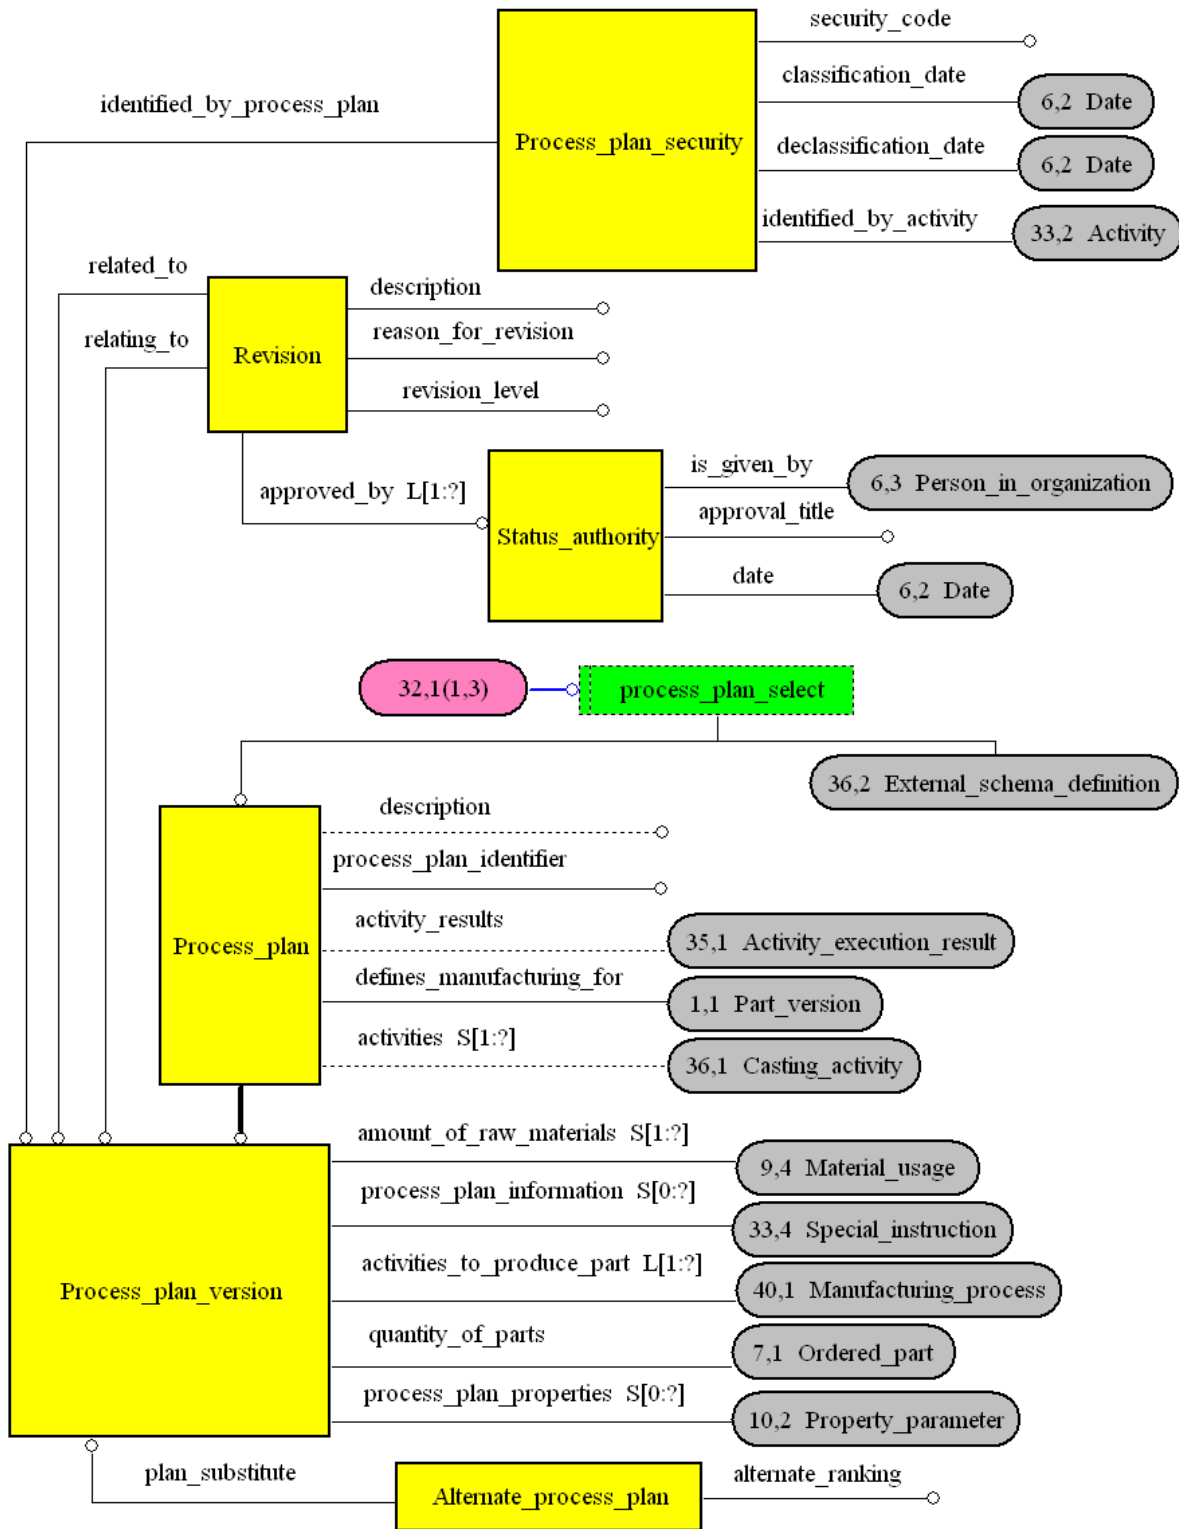 security_code
classification_date
identified_by_process_plan
6,2 Date
Process_plan_security
declassification_date
6,2 Date
identified_by_activity
33,2 Activity
related_to
description
relating_to
reason_for_revision
Revision
revision_level
is_given_by
approved_by L[1:?]
6,3 Person_in_organization
approval_title
Status_authority
date
6,2 Date
32,1(1,3)
process_plan_select
36,2 External_schema_definition
description
process_plan_identifier
activity_results
Process_plan
35,1 Activity_execution_result
defines_manufacturing_for
1,1 Part_version
activities S[1:?]
36,1 Casting_activity
amount_of_raw_materials S[1:?]
9,4 Material_usage
process_plan_information S[0:?]
33,4 Special_instruction
activities_to_produce_part L[1:?]
Process_plan_version
40,1 Manufacturing_process
quantity_of_parts
7,1 Ordered_part
process_plan_properties S[0:?]
10,2 Property_parameter
plan_substitute
alternate_ranking
Alternate_process_plan